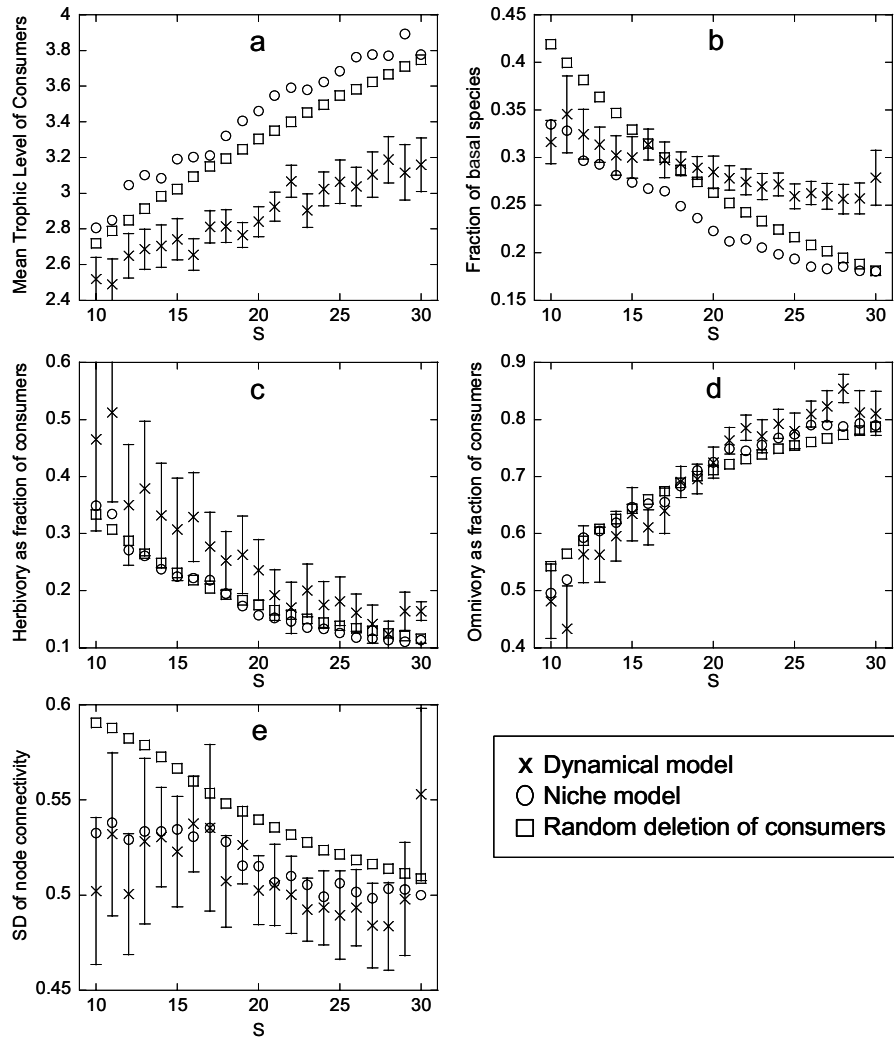 a
Mean Trophic Level of Consumers
4
3.8
3.6
3.4
3.2
3
2.8
2.6
2.4
10 15 20 25 30
S
b
Fraction of basal species
0.45
0.4
0.35
0.3
0.25
0.2
0.15
10 15 20 25 30
S
c
Herbivory as fraction of consumers
0.6
0.5
0.4
0.3
0.2
0.1
10 15 20 25 30
S
d
Omnivory as fraction of consumers
0.9
0.8
0.7
0.6
0.5
0.4
10 15 20 25 30
S
e
SD of node connectivity
0.6
0.55
0.5
0.45
10 15 20 25 30
S
x Dynamical model
Niche model
Random deletion of consumers